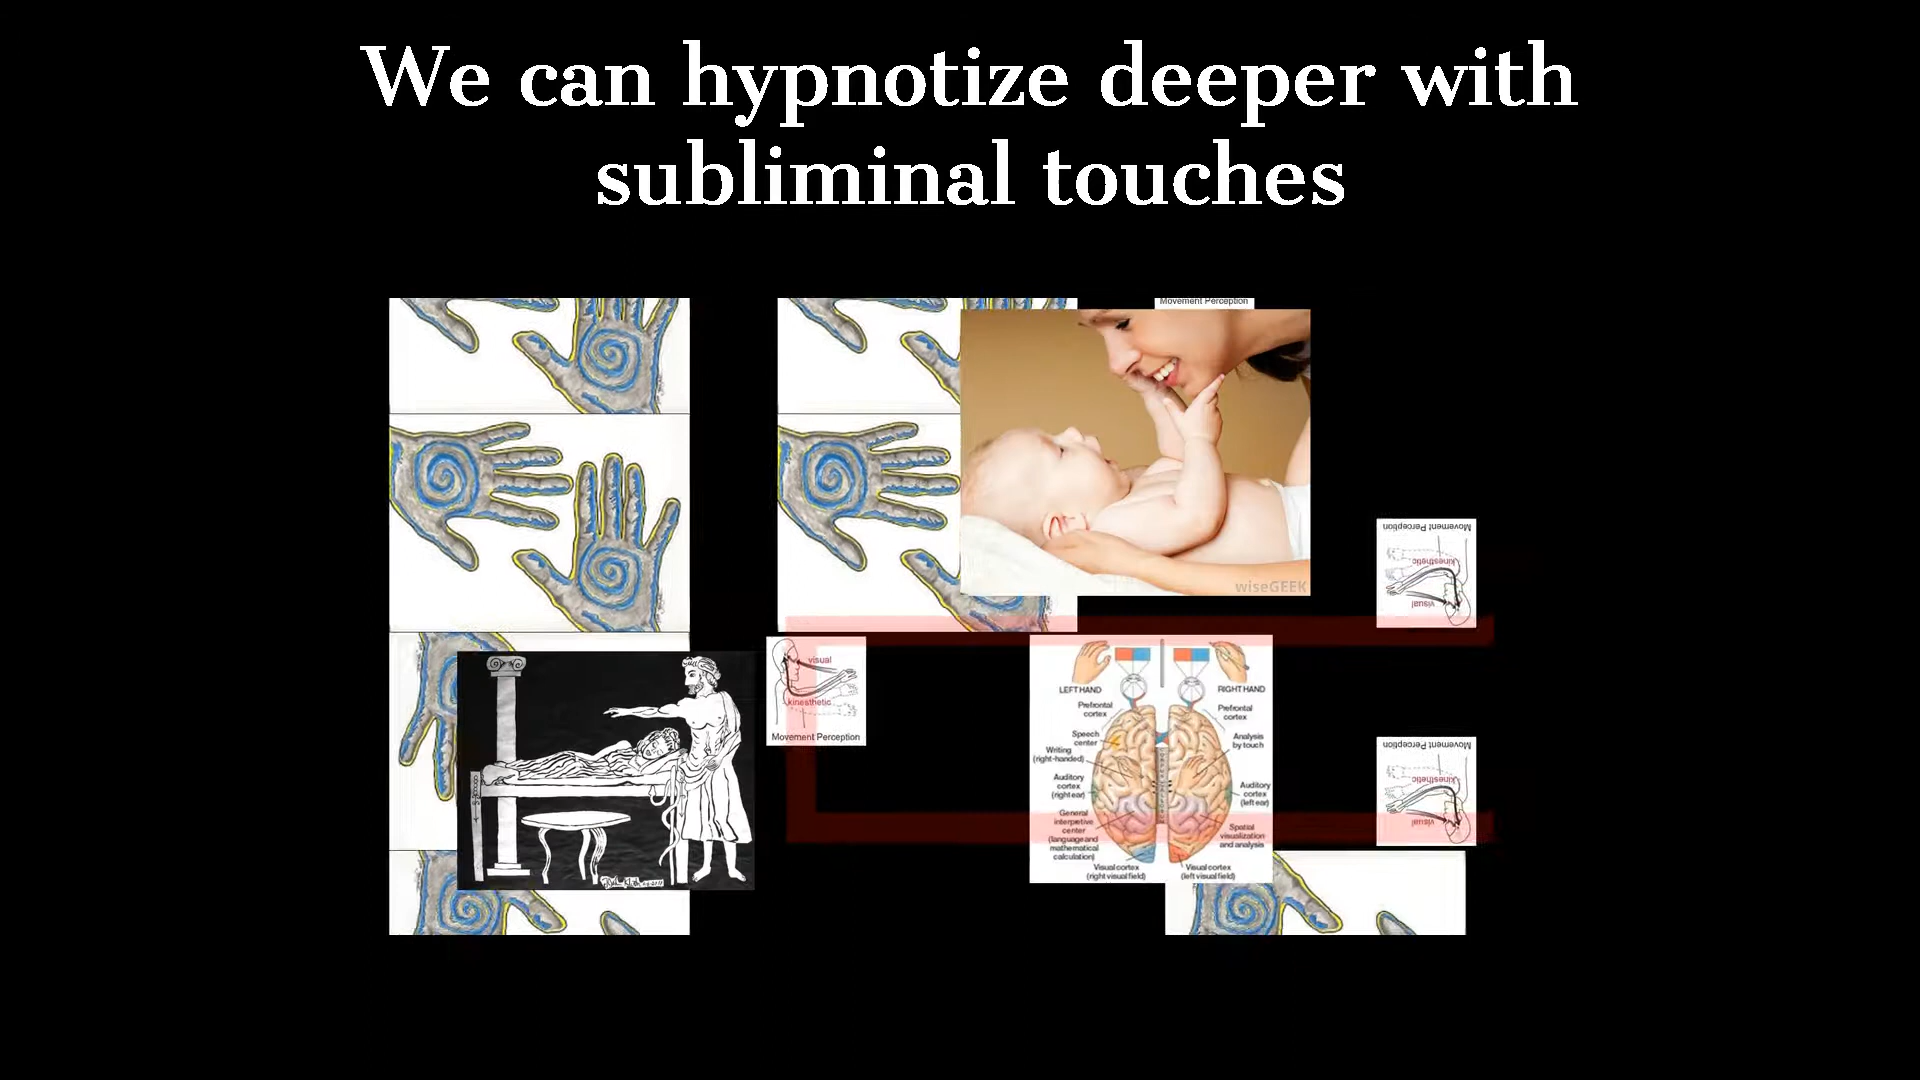 We can hypnotize deeper with
subliminal touches
Movement Perception
wiseGEEK
Movement Perception
kinesthetic
visual
visual
kinesthetic
Movement Perception
LEFT HAND
RIGHT HAND
Prefrontal
cortex
Prefrontal
cortex
Speech
center
Analysis
by touch
Writing
(right-handed)
Auditory
cortex
(right ear)
Auditory
cortex
(left ear)
General
interpretive
center
(language and
mathematical
calculation)
Spatial
visualization
and analysis
Visual cortex
(right visual field)
Visual cortex
(left visual field)
Movement Perception
kinesthetic
visual